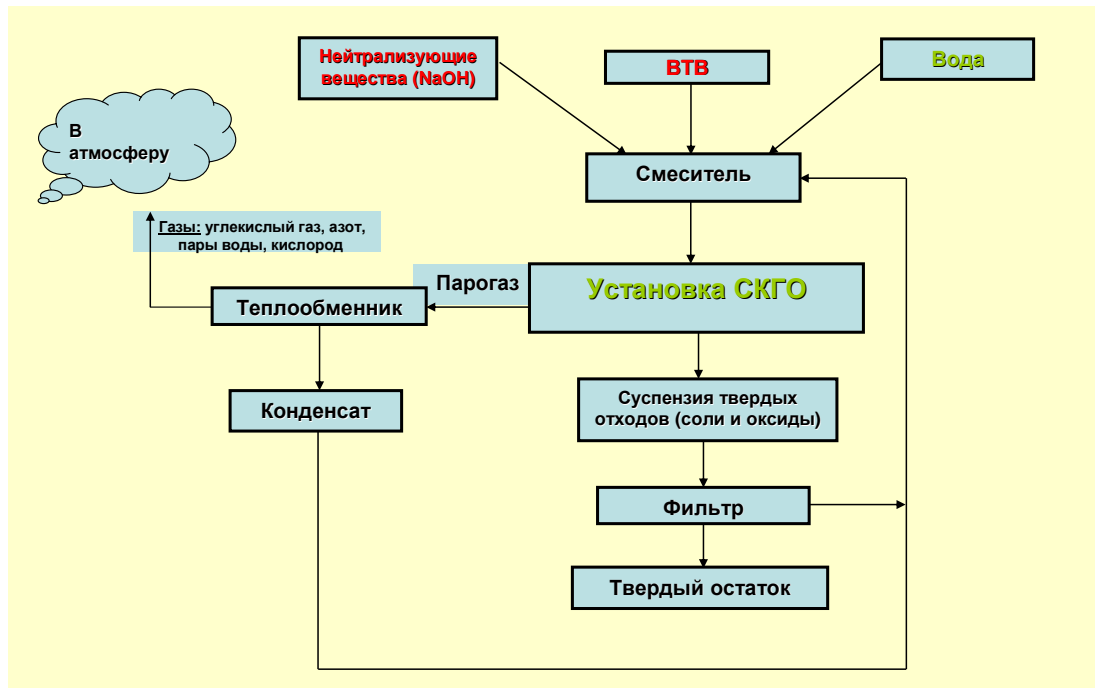 Нейтрализующие
вещества (NaOH)
ВТВ
Вода
В
атмосферу
Смеситель
Газы: углекислый газ, азот,
пары воды, кислород
Парогаз
Установка СКГО
Теплообменник
Конденсат
Суспензия твердых
отходов (соли и оксиды)
Фильтр
Твердый остаток